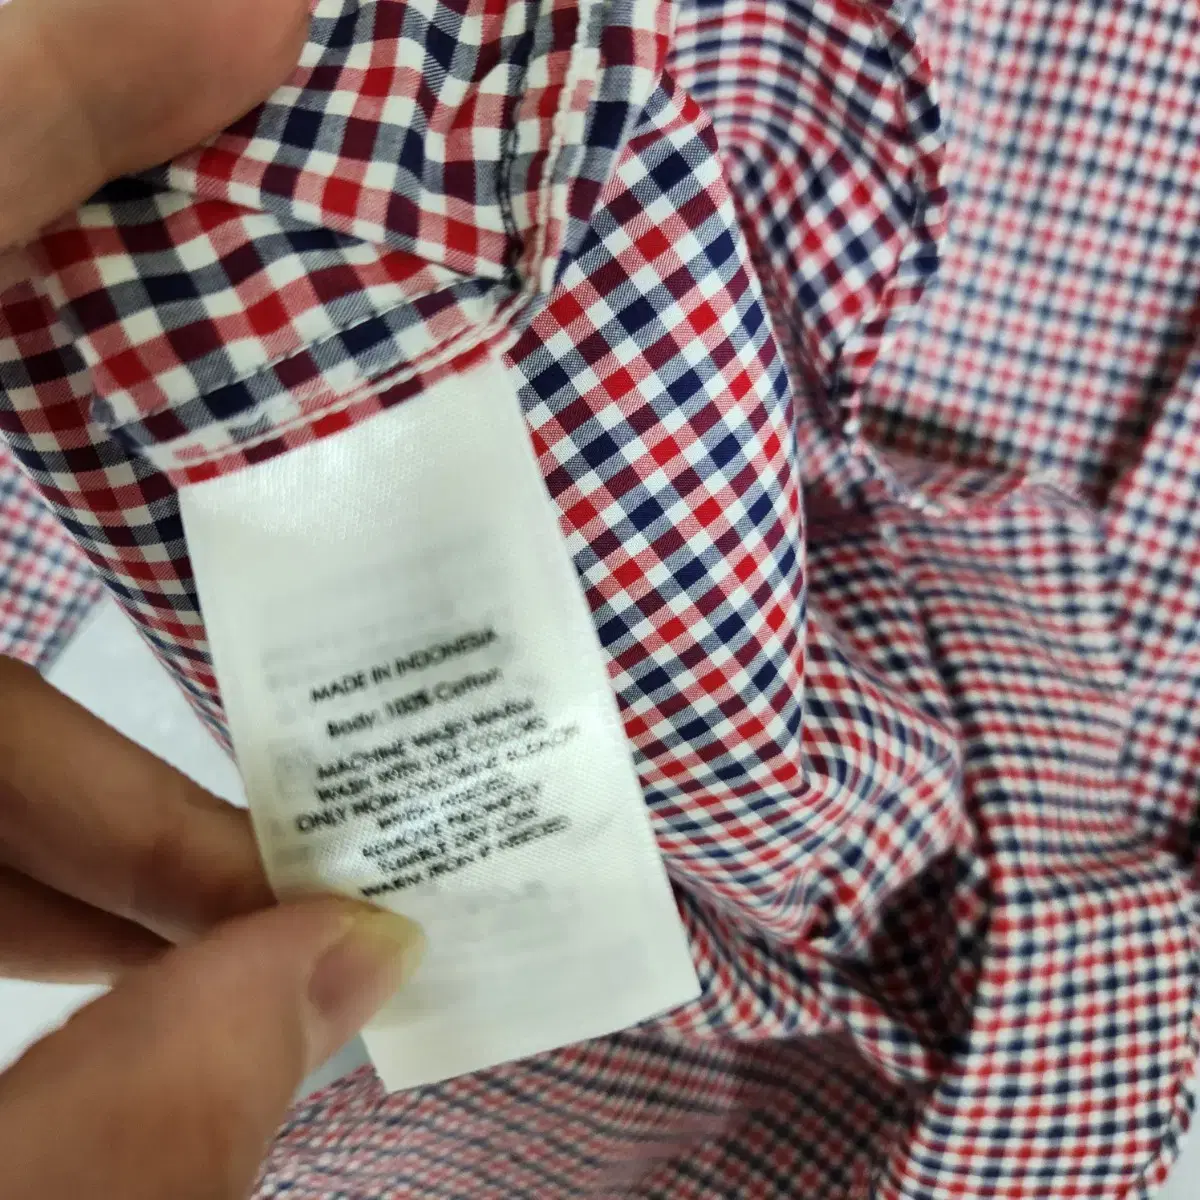 MADE IN INDONESIA
Body: 100% Cotton
MACHINE WASH WARM
WASH WITH LIKE COLORS
ONLY NON-CHLORINE BLEACH
WHEN NEEDED
REMOVE PROMPTLY
TUMBLE DRY LOW
WARM IRON IF NEEDED